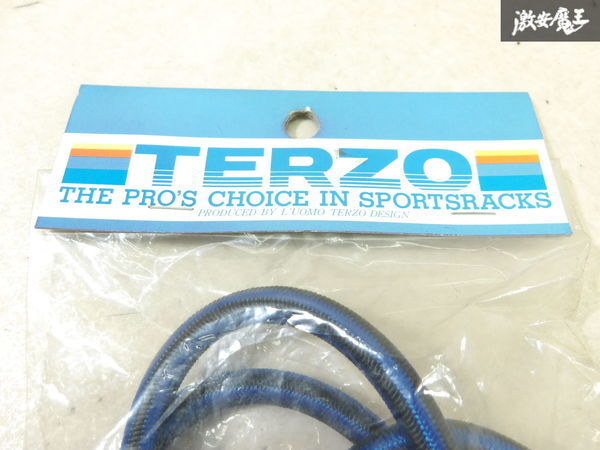 激安魔王
TERZO
THE PRO'S CHOICE IN SPORTSRACKS
PRODUCED BY L'UOMO TERZO DESIGN